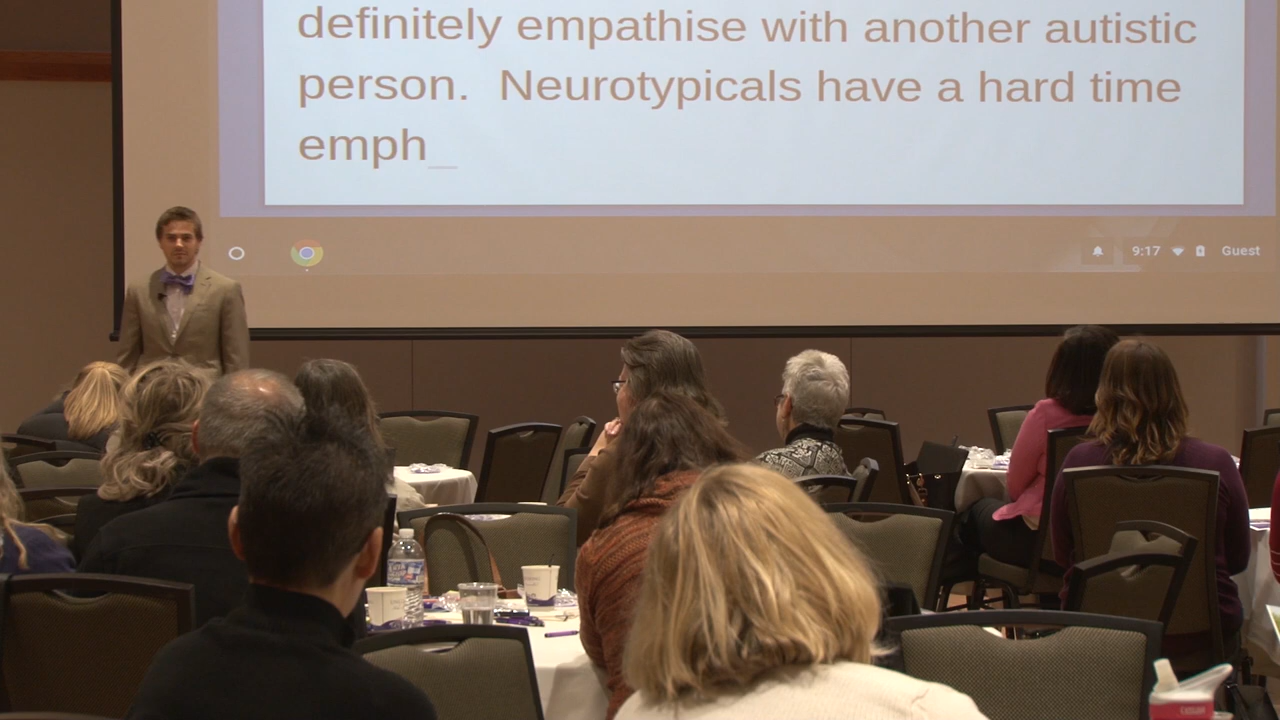 definitely empathise with another autistic
person. Neurotypicals have a hard time
emph_
9:17 Guest